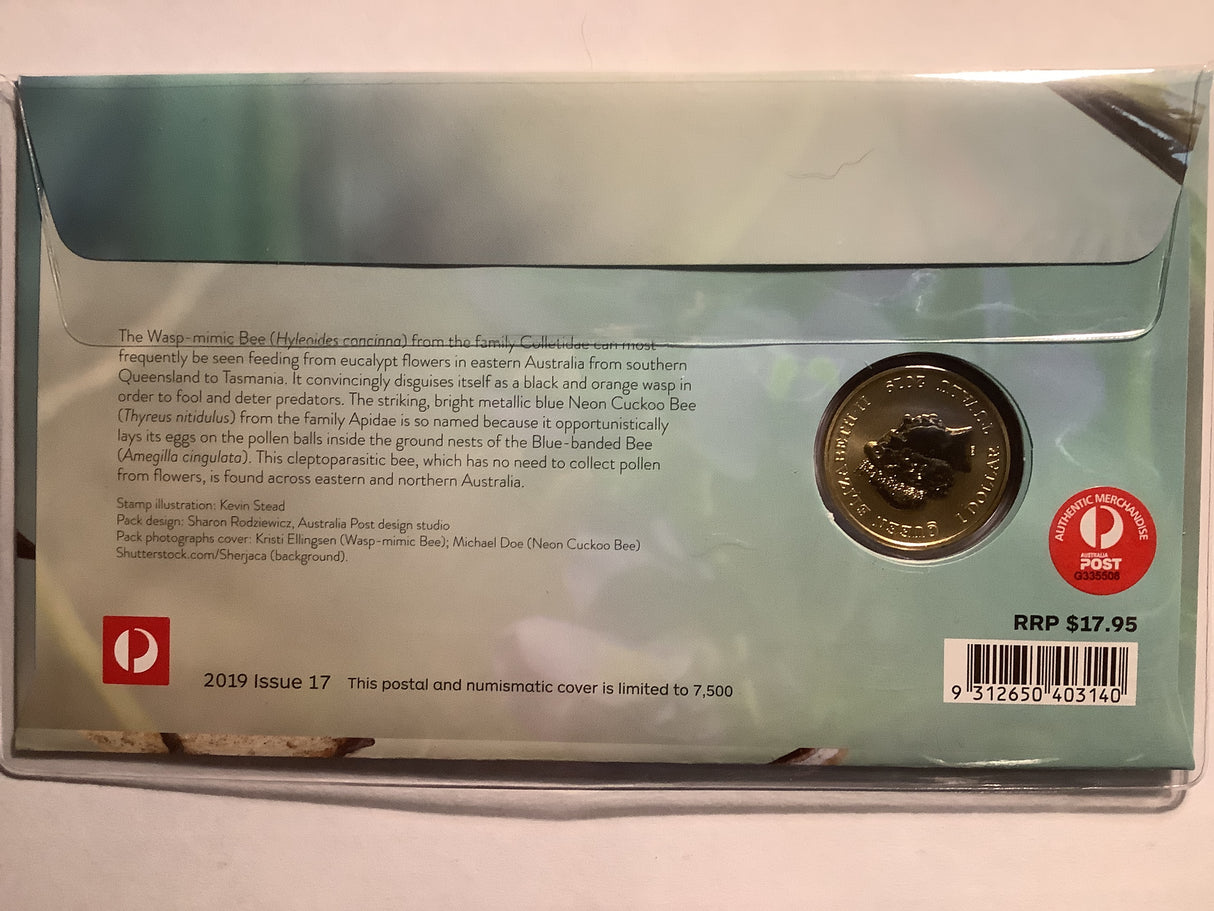 The Wasp-mimic Bee (Hylenides concinna) from the family Colletidae can most
frequently be seen feeding from eucalypt flowers in eastern Australia from southern
Queensland to Tasmania. It convincingly disguises itself as a black and orange wasp in
order to fool and deter predators. The striking, bright metallic blue Neon Cuckoo Bee
(Thyreus nitidulus) from the family Apidae is so named because it opportunistically
lays its eggs on the pollen balls inside the ground nests of the Blue-banded Bee
(Amegilla cingulata). This cleptoparasitic bee, which has no need to collect pollen
from flowers, is found across eastern and northern Australia.
Stamp illustration: Kevin Stead
Pack design: Sharon Rodziewicz, Australia Post design studio
Pack photographs cover: Kristi Ellingsen (Wasp-mimic Bee); Michael Doe (Neon Cuckoo Bee)
Shutterstock.com/Sherjaca (background).
QUEEN ELIZABETH II 2019 AUSTRALIA
1 DOLLAR
AUTHENTIC MERCHANDISE
AUSTRALIA
POST
G335508
RRP $17.95
9 312650 403140
2019 Issue 17 This postal and numismatic cover is limited to 7,500